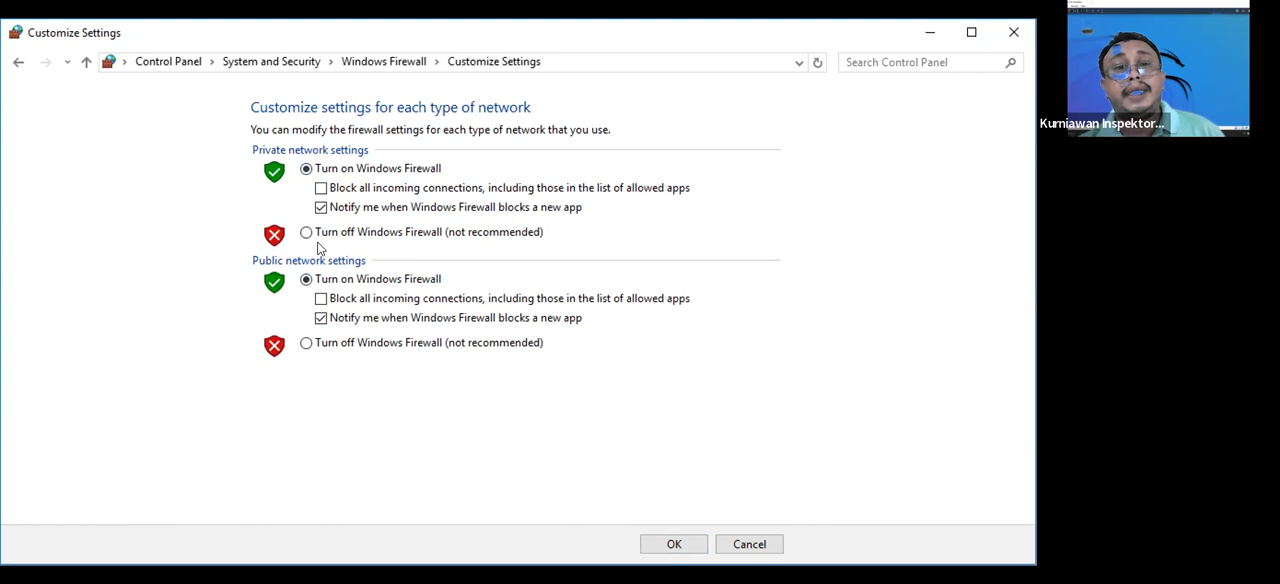 Customize Settings
Control Panel > System and Security > Windows Firewall > Customize Settings
Search Control Panel
Customize settings for each type of network
You can modify the firewall settings for each type of network that you use.
Private network settings
Turn on Windows Firewall
Block all incoming connections, including those in the list of allowed apps
Notify me when Windows Firewall blocks a new app
Turn off Windows Firewall (not recommended)
Public network settings
Turn on Windows Firewall
Block all incoming connections, including those in the list of allowed apps
Notify me when Windows Firewall blocks a new app
Turn off Windows Firewall (not recommended)
OK
Cancel
Kurniawan Inspektor...